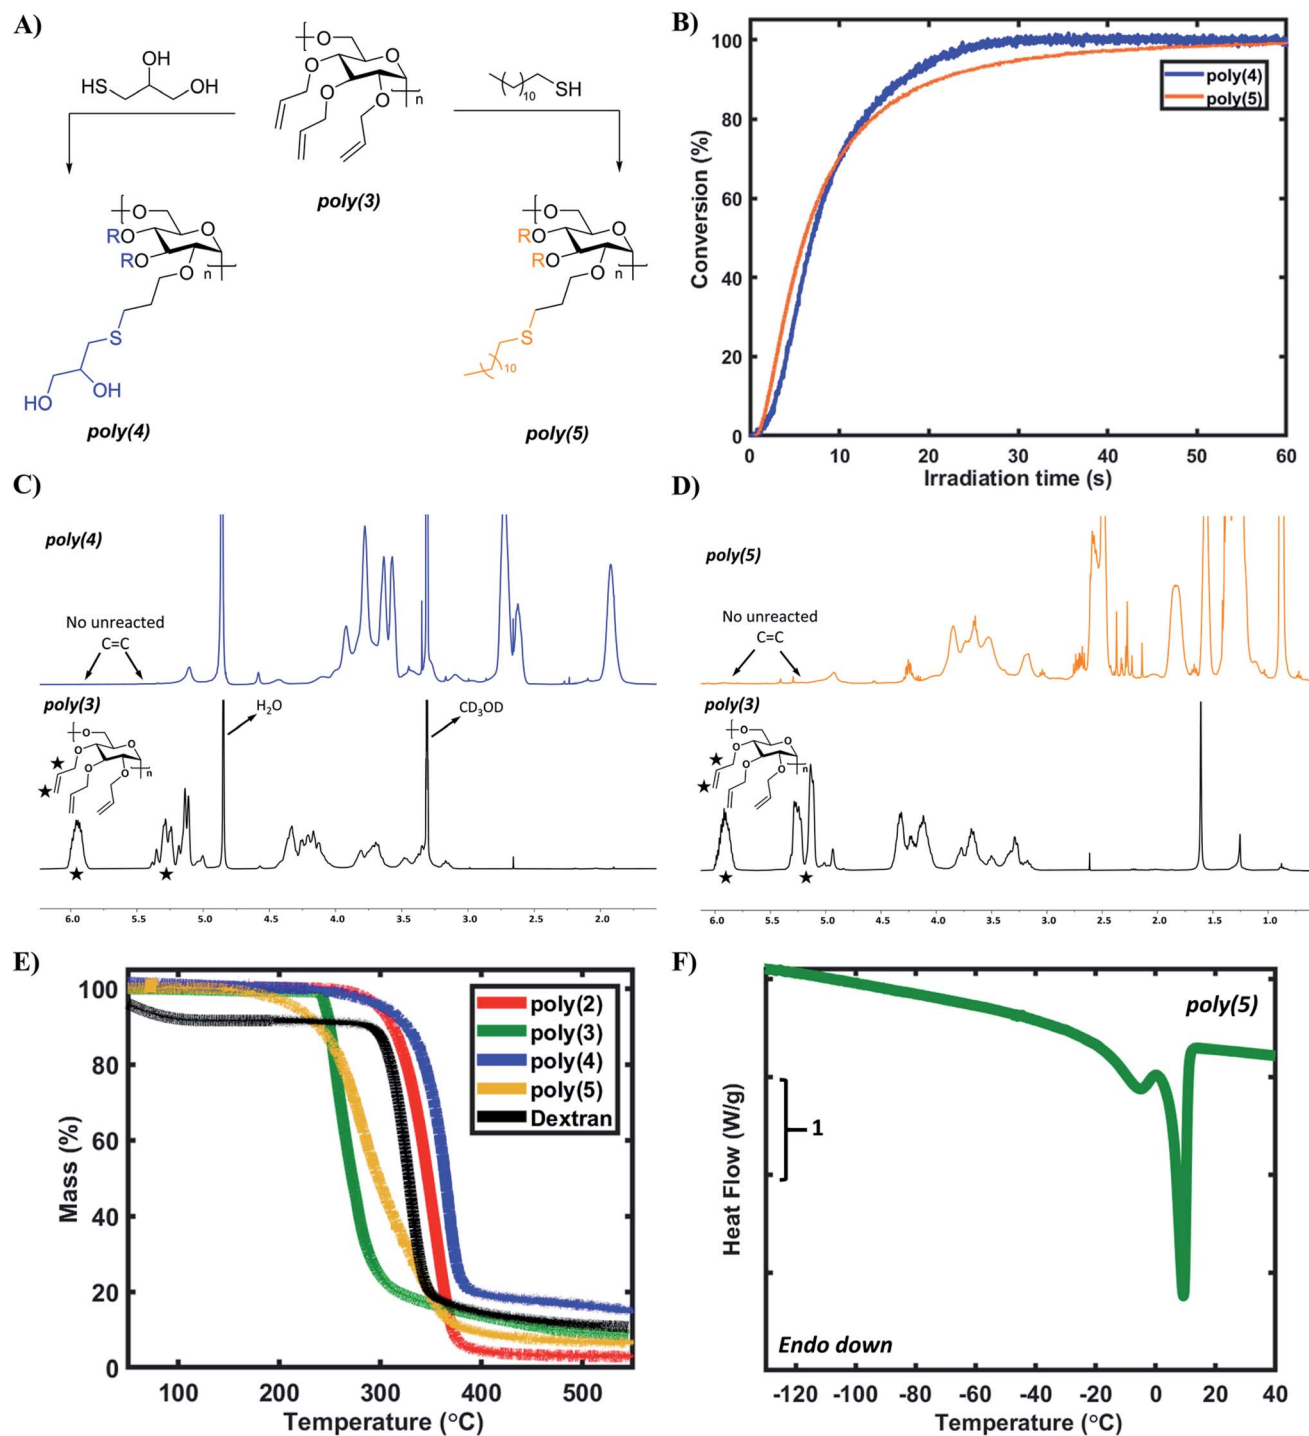 A)
OH
HS
OH
O
O
O
O
O
n
poly(3)
10
SH
O
RO
RO
O
O
n
S
HO
OH
poly(4)
O
RO
RO
O
O
n
S
10
poly(5)
B)
Conversion (%)
100
80
60
40
20
0
poly(4)
poly(5)
0 10 20 30 40 50 60
Irradiation time (s)
C)
poly(4)
No unreacted
C=C
poly(3)
H2O
CD3OD
O
O
O
O
O
n
6.0 5.5 5.0 4.5 4.0 3.5 3.0 2.5 2.0
D)
poly(5)
No unreacted
C=C
poly(3)
O
O
O
O
O
n
6.0 5.5 5.0 4.5 4.0 3.5 3.0 2.5 2.0 1.5 1.0
E)
Mass (%)
100
80
60
40
20
0
poly(2)
poly(3)
poly(4)
poly(5)
Dextran
100 200 300 400 500
Temperature (°C)
F)
poly(5)
Heat Flow (W/g)
1
Endo down
-120 -100 -80 -60 -40 -20 0 20 40
Temperature (°C)